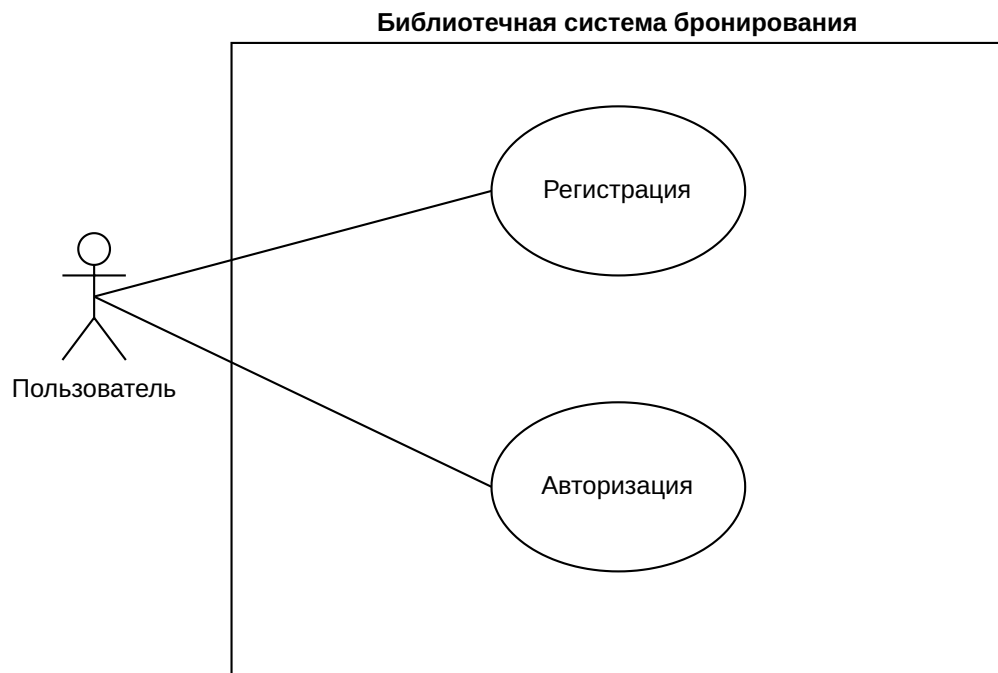 Библиотечная система бронирования
Регистрация
Пользователь
Авторизация